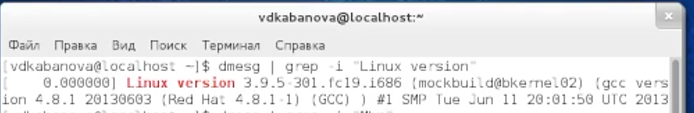 vdkabanova@localhost:~
Файл Правка Вид Поиск Терминал Справка
[vdkabanova@localhost ~]$ dmesg | grep -i "Linux version"
[    0.000000] Linux version 3.9.5-301.fc19.i686 (mockbuild@bkernel02) (gcc vers
ion 4.8.1 20130603 (Red Hat 4.8.1-1) (GCC) ) #1 SMP Tue Jun 11 20:01:50 UTC 2013